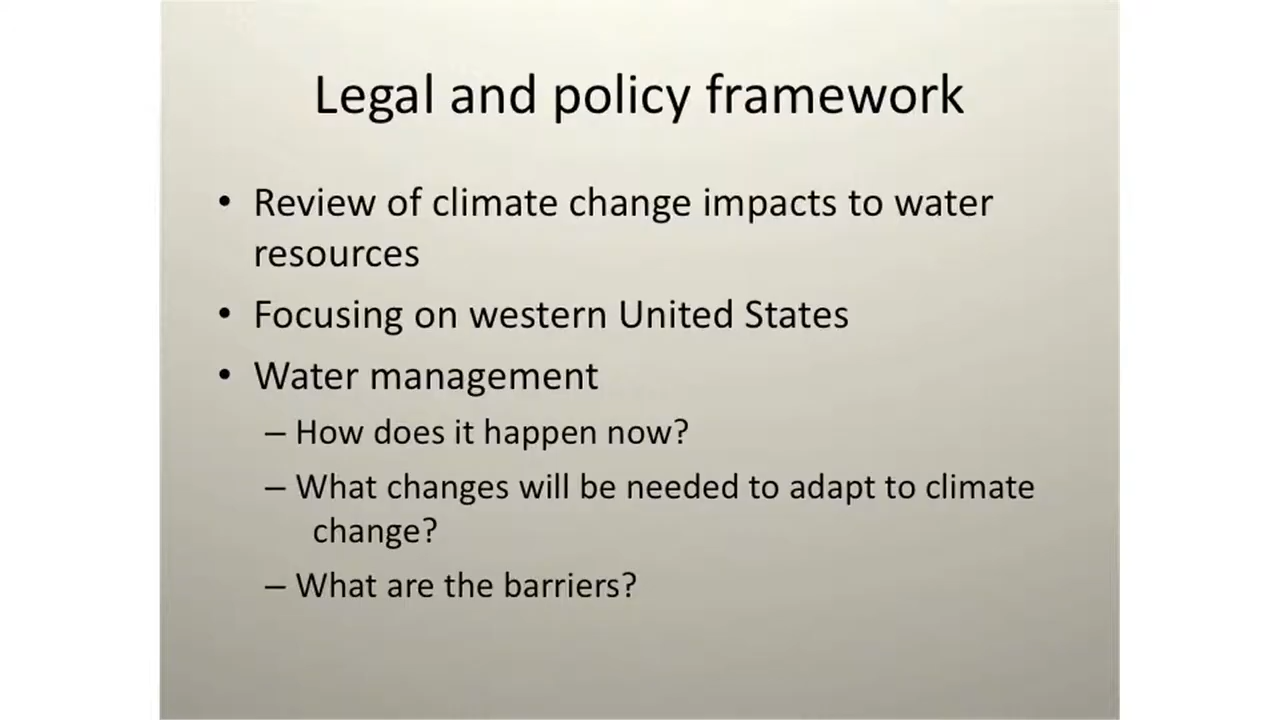 Legal and policy framework
• Review of climate change impacts to water
resources
• Focusing on western United States
• Water management
– How does it happen now?
– What changes will be needed to adapt to climate
change?
– What are the barriers?